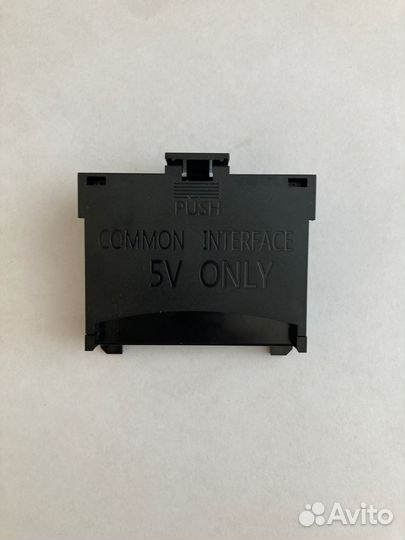 PUSH
COMMON INTERFACE
5V ONLY
Avito